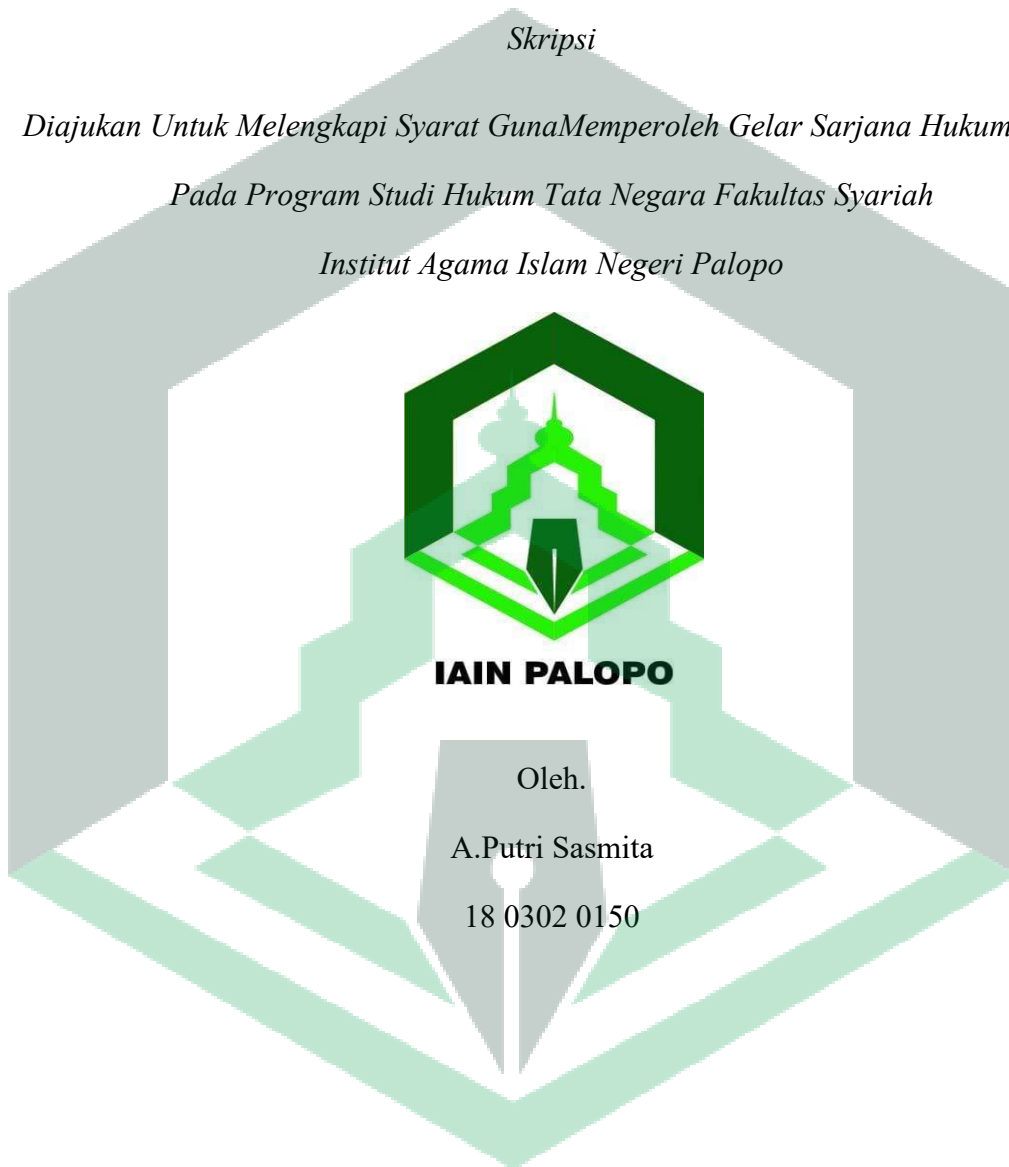 Skripsi
Diajukan Untuk Melengkapi Syarat GunaMemperoleh Gelar Sarjana Hukum
Pada Program Studi Hukum Tata Negara Fakultas Syariah
Institut Agama Islam Negeri Palopo
IAIN PALOPO
Oleh.
A.Putri Sasmita
18 0302 0150